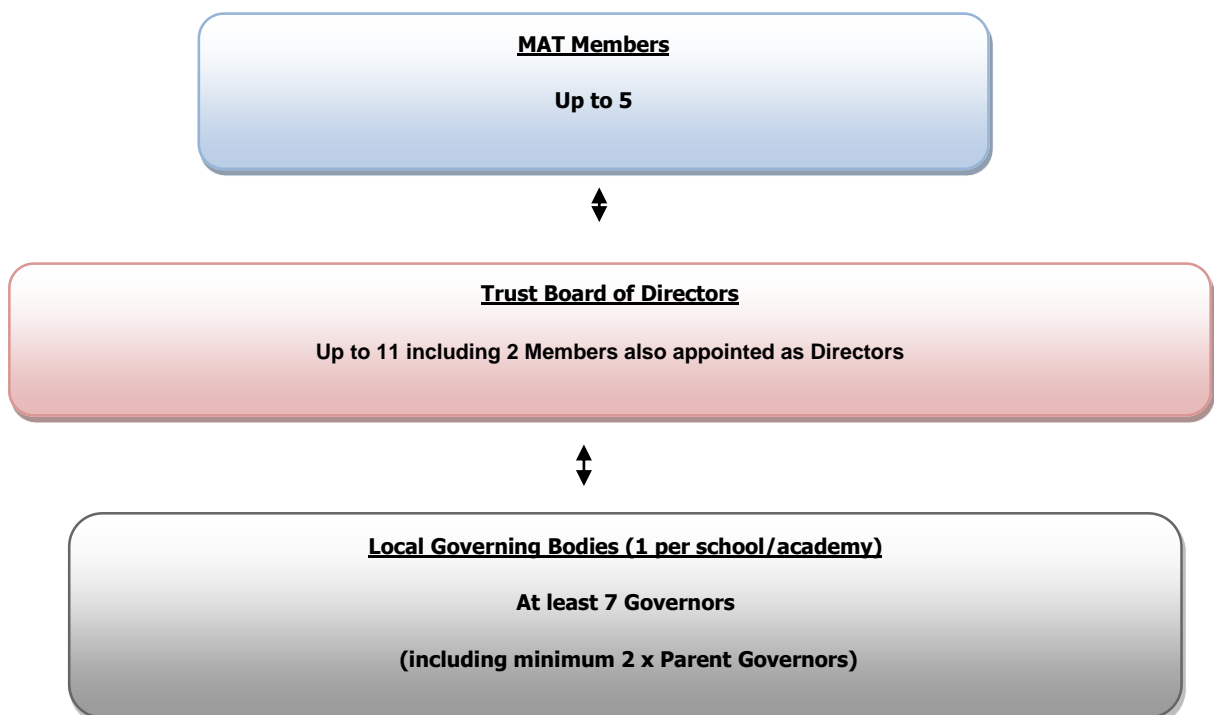 MAT Members
Up to 5
Trust Board of Directors
Up to 11 including 2 Members also appointed as Directors
Local Governing Bodies (1 per school/academy)
At least 7 Governors
(including minimum 2 x Parent Governors)